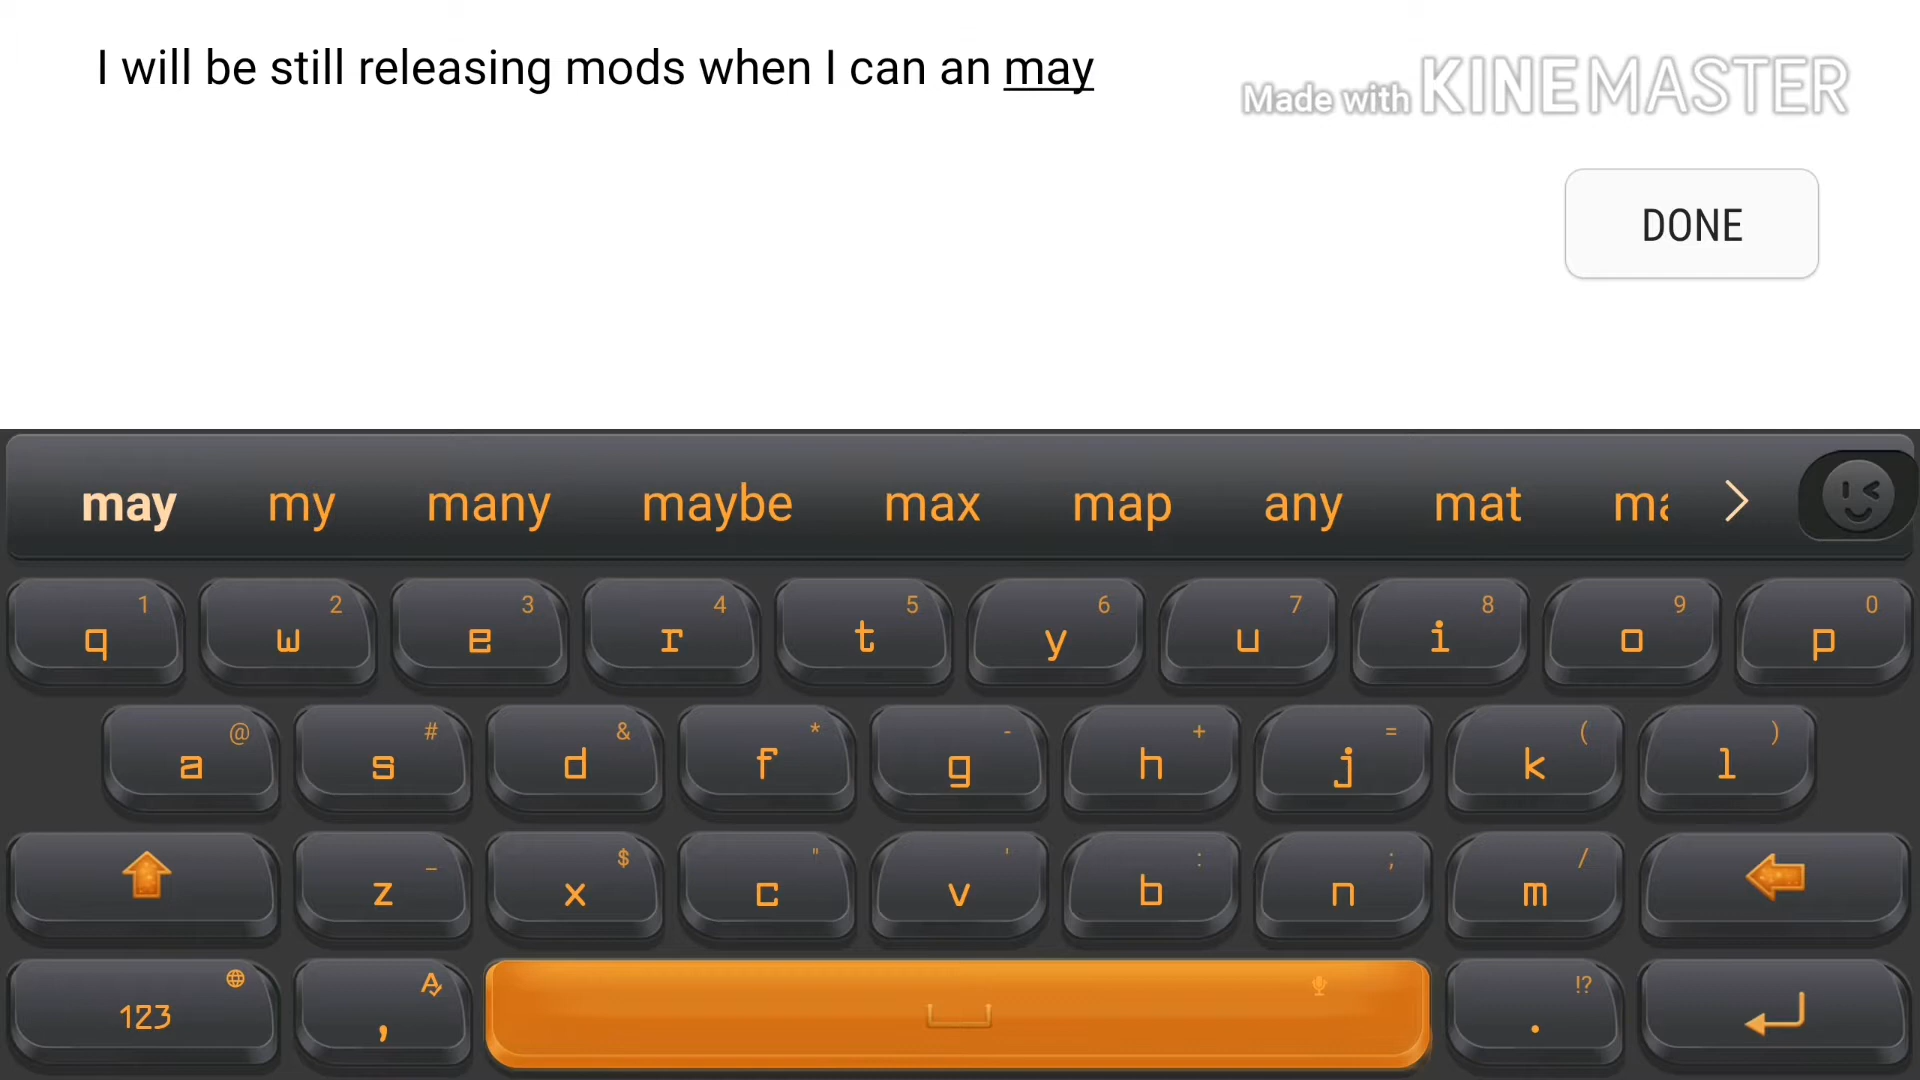 I will be still releasing mods when I can an may
Made with KINEMASTER
DONE
may my many maybe max map any mat
1 2 3 4 5 6 7 8 9 0
q w e r t y u i o p
@ # & * - + = ( )
a s d f g h j k l
_ $ " ' : ; /
z x c v b n m
!?
123 , .